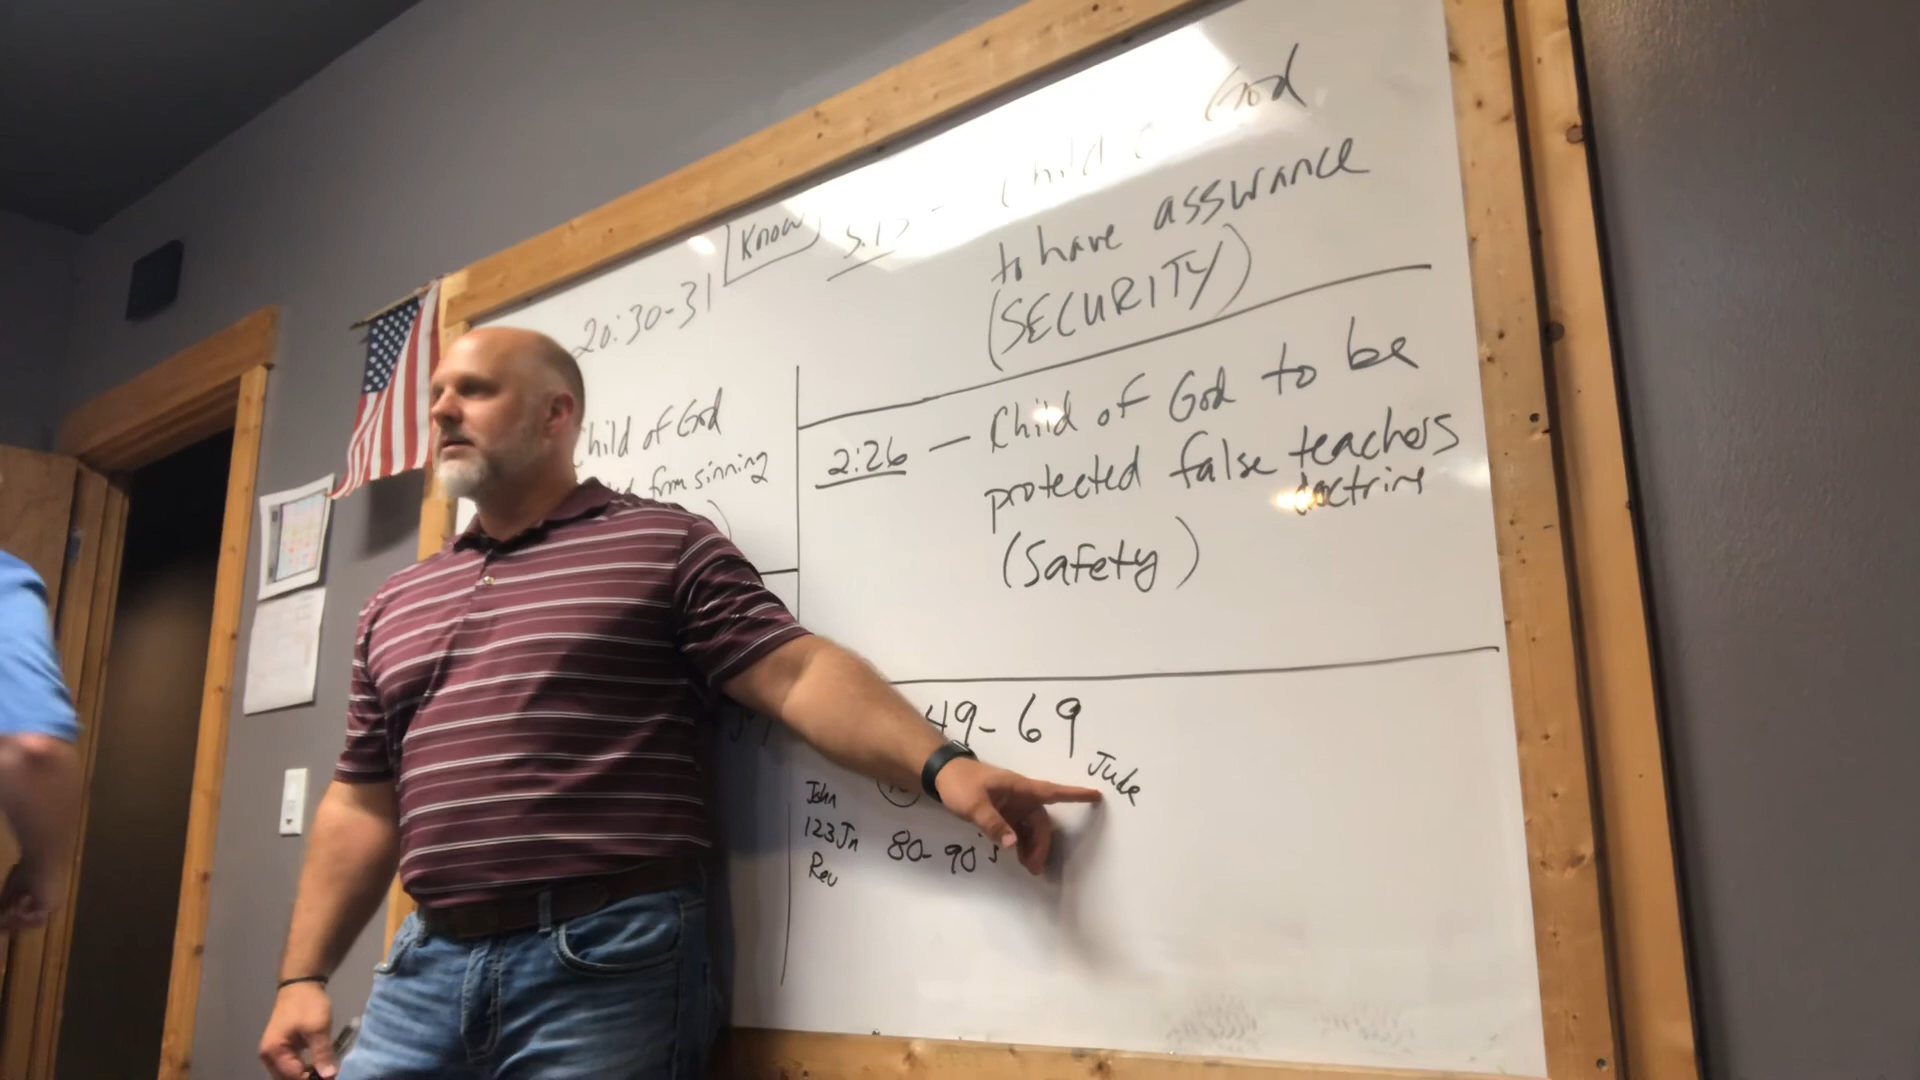 God
to have assurance
(SECURITY)
Know
20:30-31
Child of God
from sinning
2:26 - Child of God to be
protected false teachers
doctrine
(Safety)
49-69
Jude
John
123Jn 80-90's
Rev